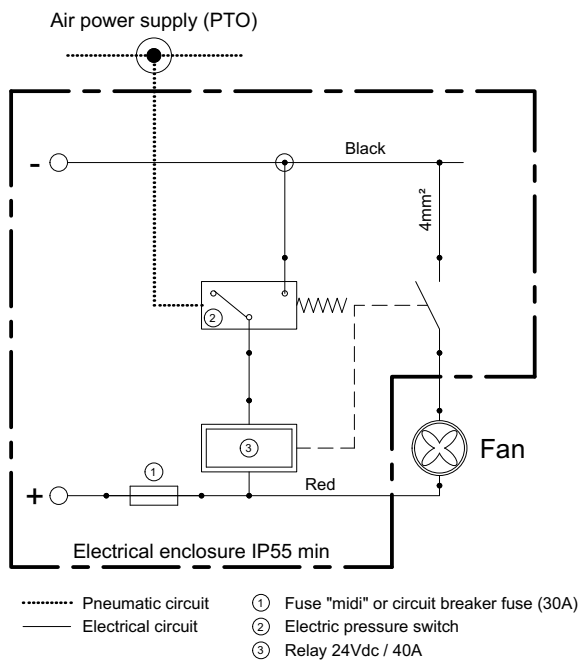 Air power supply (PTO)
-
Black
4mm²
2
3
Fan
1
+
Red
Electrical enclosure IP55 min
Pneumatic circuit
Electrical circuit
1 Fuse "midi" or circuit breaker fuse (30A)
2 Electric pressure switch
3 Relay 24Vdc / 40A